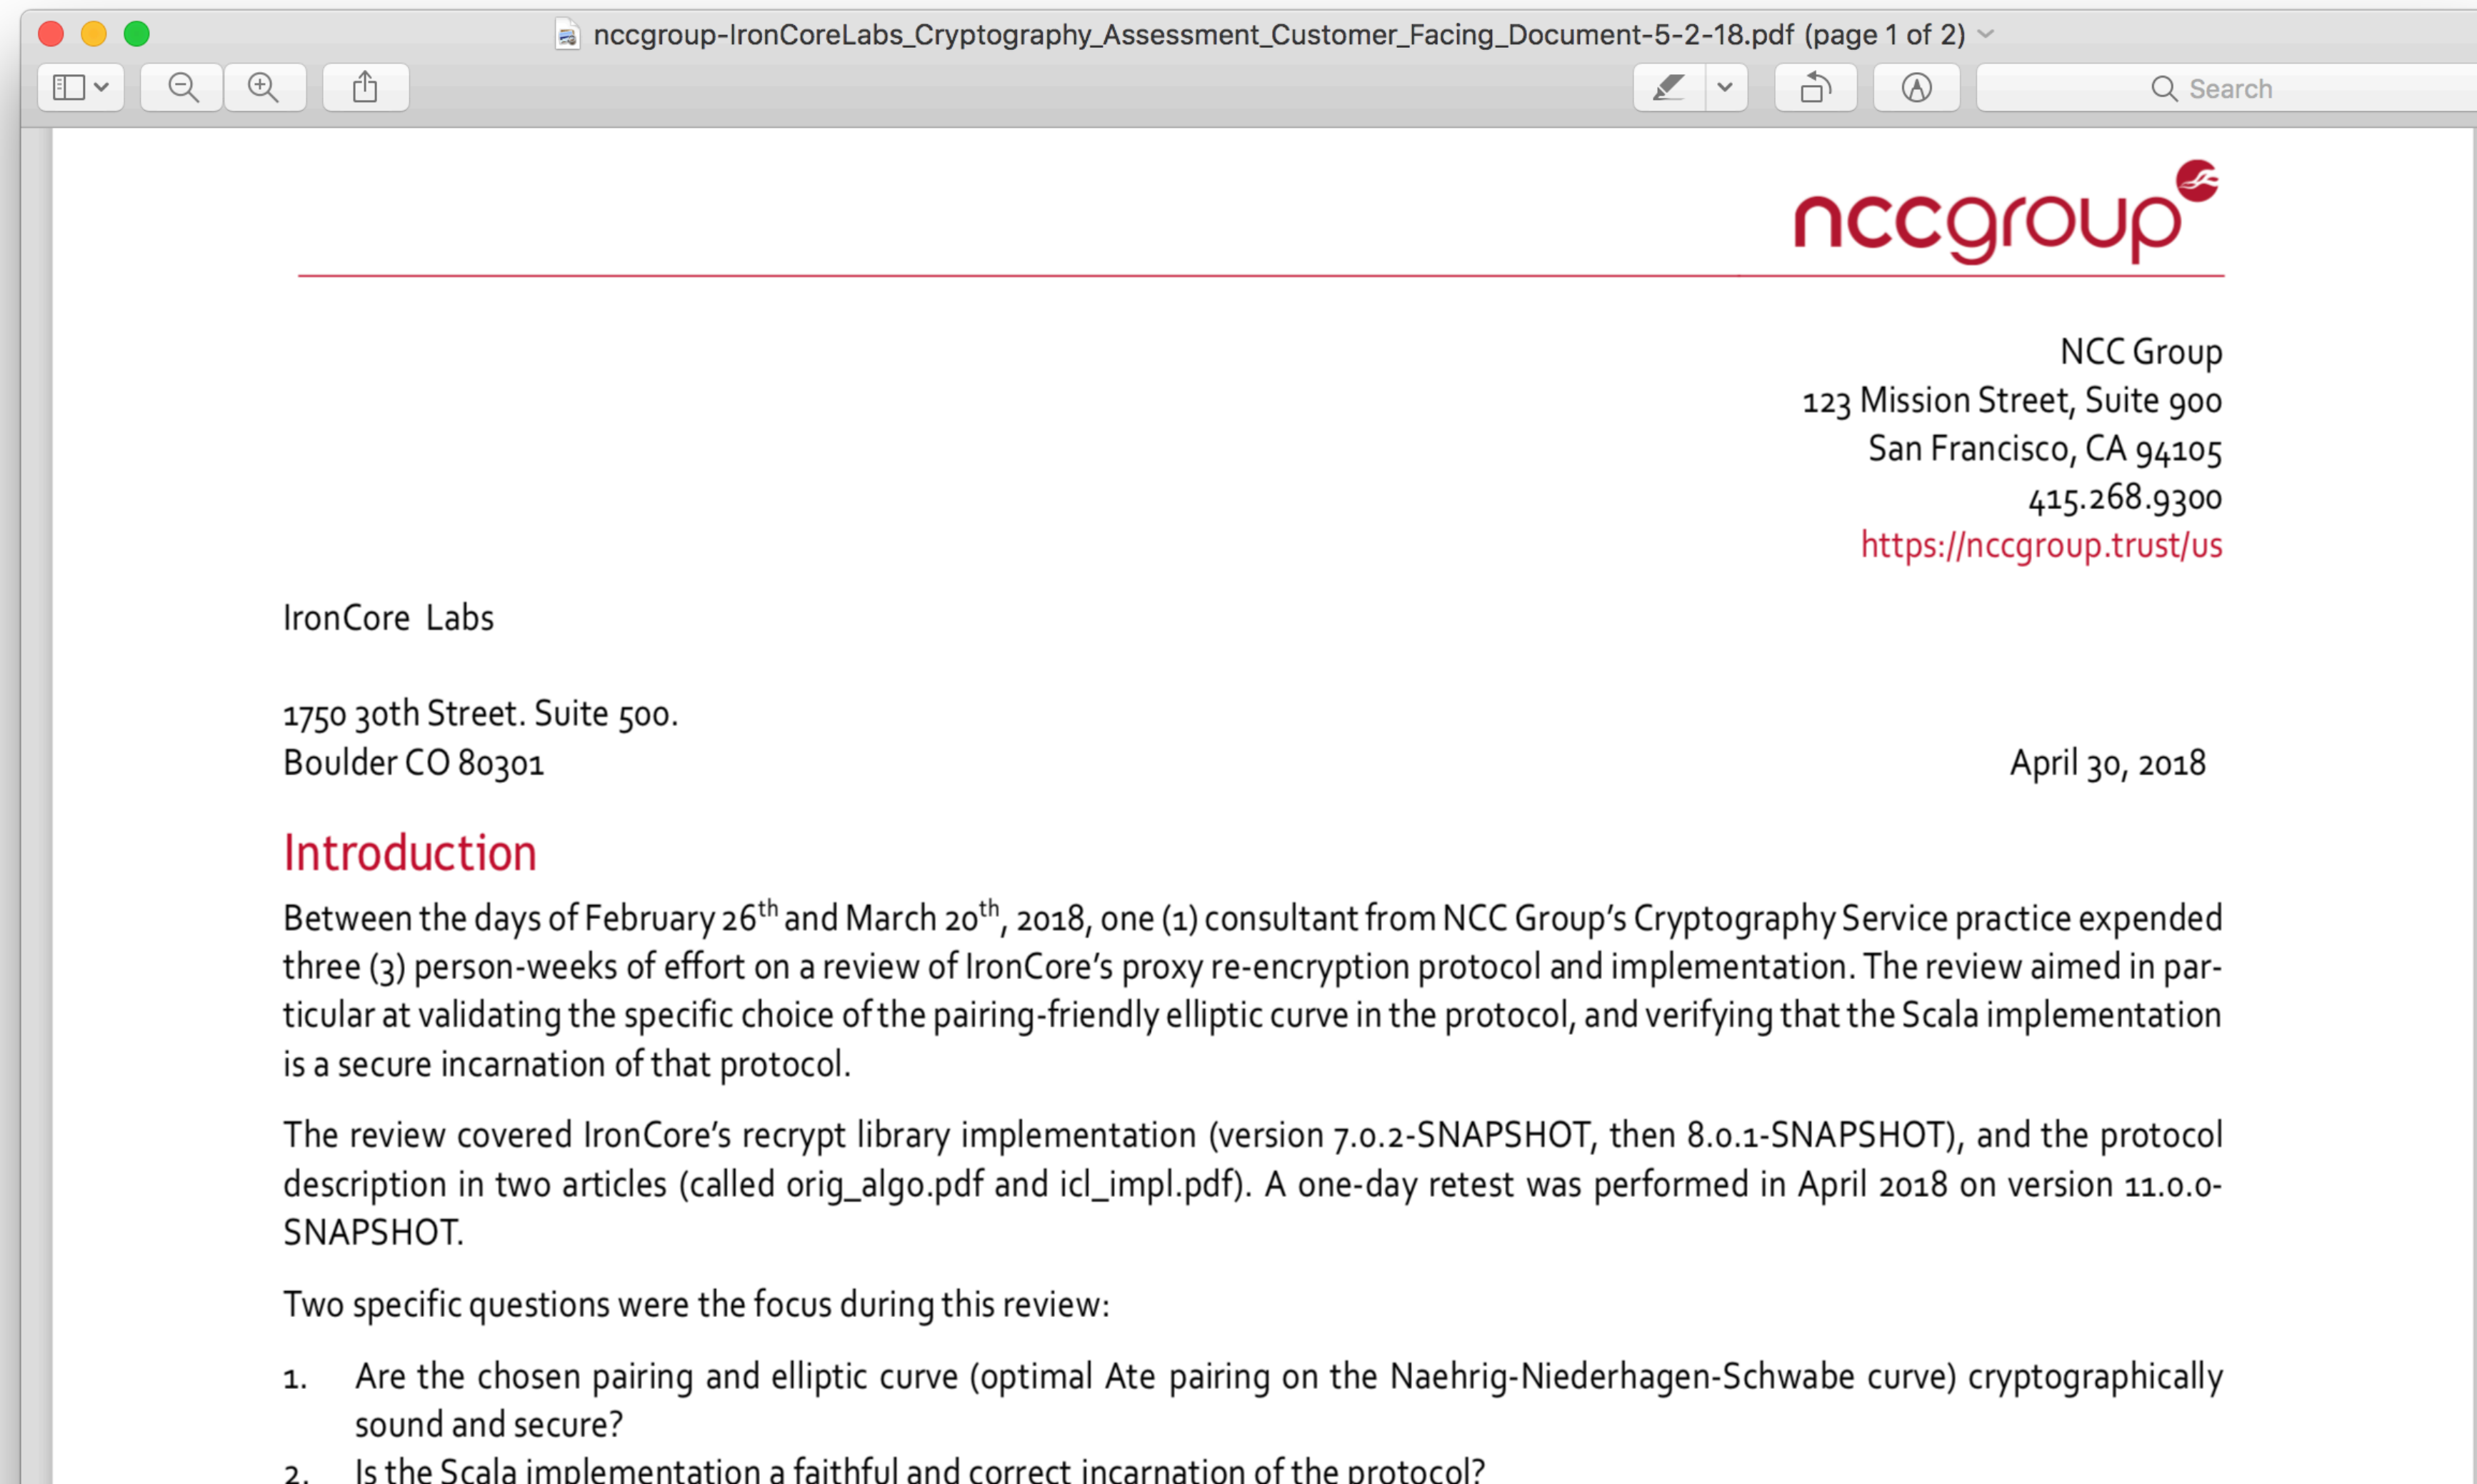 nccgroup-IronCoreLabs_Cryptography_Assessment_Customer_Facing_Document-5-2-18.pdf (page 1 of 2)
Search
nccgroup
NCC Group
123 Mission Street, Suite 900
San Francisco, CA 94105
415.268.9300
https://nccgroup.trust/us
IronCore Labs
1750 30th Street. Suite 500.
Boulder CO 80301
April 30, 2018
Introduction
Between the days of February 26th and March 20th, 2018, one (1) consultant from NCC Group's Cryptography Service practice expended
three (3) person-weeks of effort on a review of IronCore's proxy re-encryption protocol and implementation. The review aimed in par-
ticular at validating the specific choice of the pairing-friendly elliptic curve in the protocol, and verifying that the Scala implementation
is a secure incarnation of that protocol.
The review covered IronCore's recrypt library implementation (version 7.0.2-SNAPSHOT, then 8.0.1-SNAPSHOT), and the protocol
description in two articles (called orig_algo.pdf and icl_impl.pdf). A one-day retest was performed in April 2018 on version 11.0.0-
SNAPSHOT.
Two specific questions were the focus during this review:
1. Are the chosen pairing and elliptic curve (optimal Ate pairing on the Naehrig-Niederhagen-Schwabe curve) cryptographically
sound and secure?
2. Is the Scala implementation a faithful and correct incarnation of the protocol?